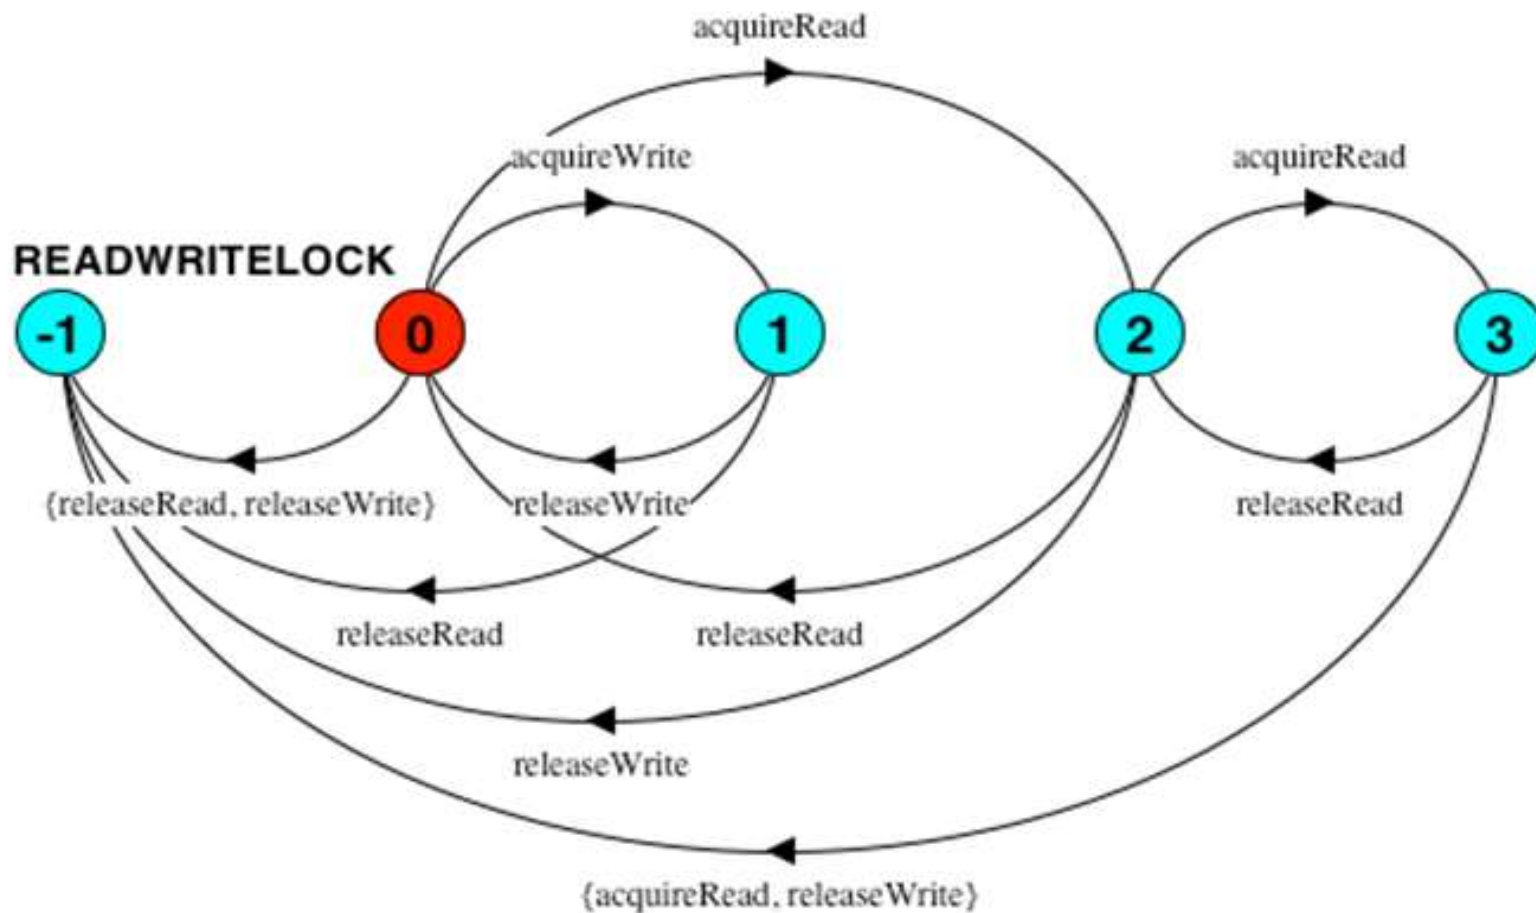 acquireRead
acquireWrite
acquireRead
READWRITELOCK
-1
0
1
2
3
{releaseRead, releaseWrite}
releaseWrite
releaseRead
releaseRead
releaseRead
releaseWrite
{acquireRead, releaseWrite}